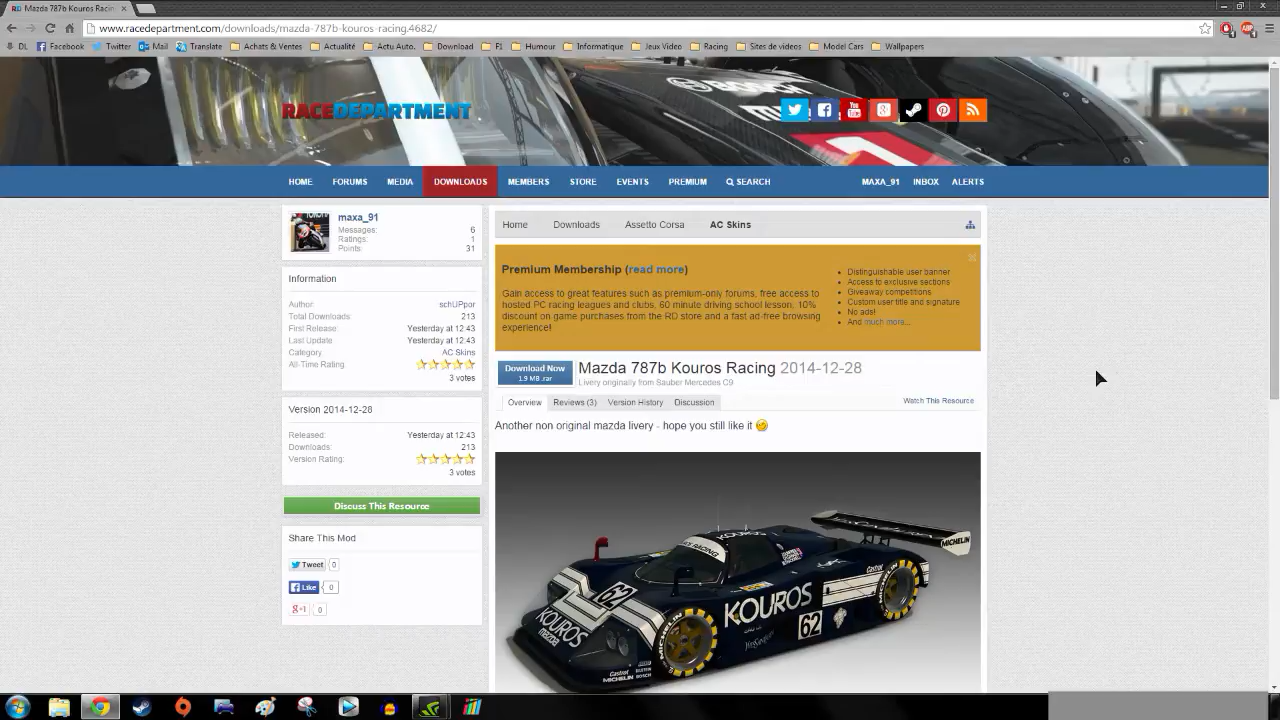 Mazda 787b Kouros Racin
www.racedepartment.com/downloads/mazda-787b-kouros-racing.4682/
DL Facebook Twitter Mail Translate Achats & Ventes Actualité Actu Auto. Download F1 Humour Informatique Jeux Video Racing Sites de videos Model Cars Wallpapers
BOSCH
RACEDEPARTMENT
HOME FORUMS MEDIA DOWNLOADS MEMBERS STORE EVENTS PREMIUM SEARCH MAXA_91 INBOX ALERTS
maxa_91
Messages: 6
Ratings: 1
Points: 31
Information
Author: schUPpor
Total Downloads: 213
First Release: Yesterday at 12:43
Last Update: Yesterday at 12:43
Category: AC Skins
All-Time Rating:
3 votes
Version 2014-12-28
Released: Yesterday at 12:43
Downloads: 213
Version Rating:
3 votes
Discuss This Resource
Share This Mod
Tweet 0
Like 0
g+1 0
Home Downloads Assetto Corsa AC Skins
Premium Membership (read more)
Gain access to great features such as premium-only forums, free access to
hosted PC racing leagues and clubs, 60 minute driving school lesson, 10%
discount on game purchases from the RD store and a fast ad-free browsing
experience!
Distinguishable user banner
Access to exclusive sections
Giveaway competitions
Custom user title and signature
No ads!
And much more...
Download Now
1.9 MB .rar
Mazda 787b Kouros Racing 2014-12-28
Livery originally from Sauber Mercedes C9
Overview Reviews (3) Version History Discussion
Watch This Resource
Another non original mazda livery - hope you still like it
KOUROS
RACING
MICHELIN
Castrol
62
KOUROS
62
KOUROS
mazda
Castrol
MICHELIN
BOSCH